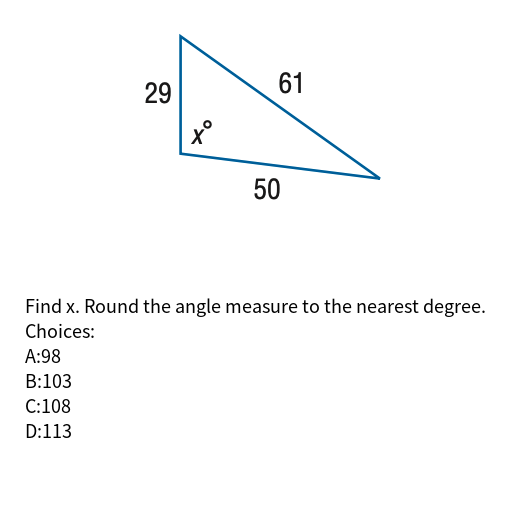 29
61
x°
50
Find x. Round the angle measure to the nearest degree.
Choices:
A:98
B:103
C:108
D:113